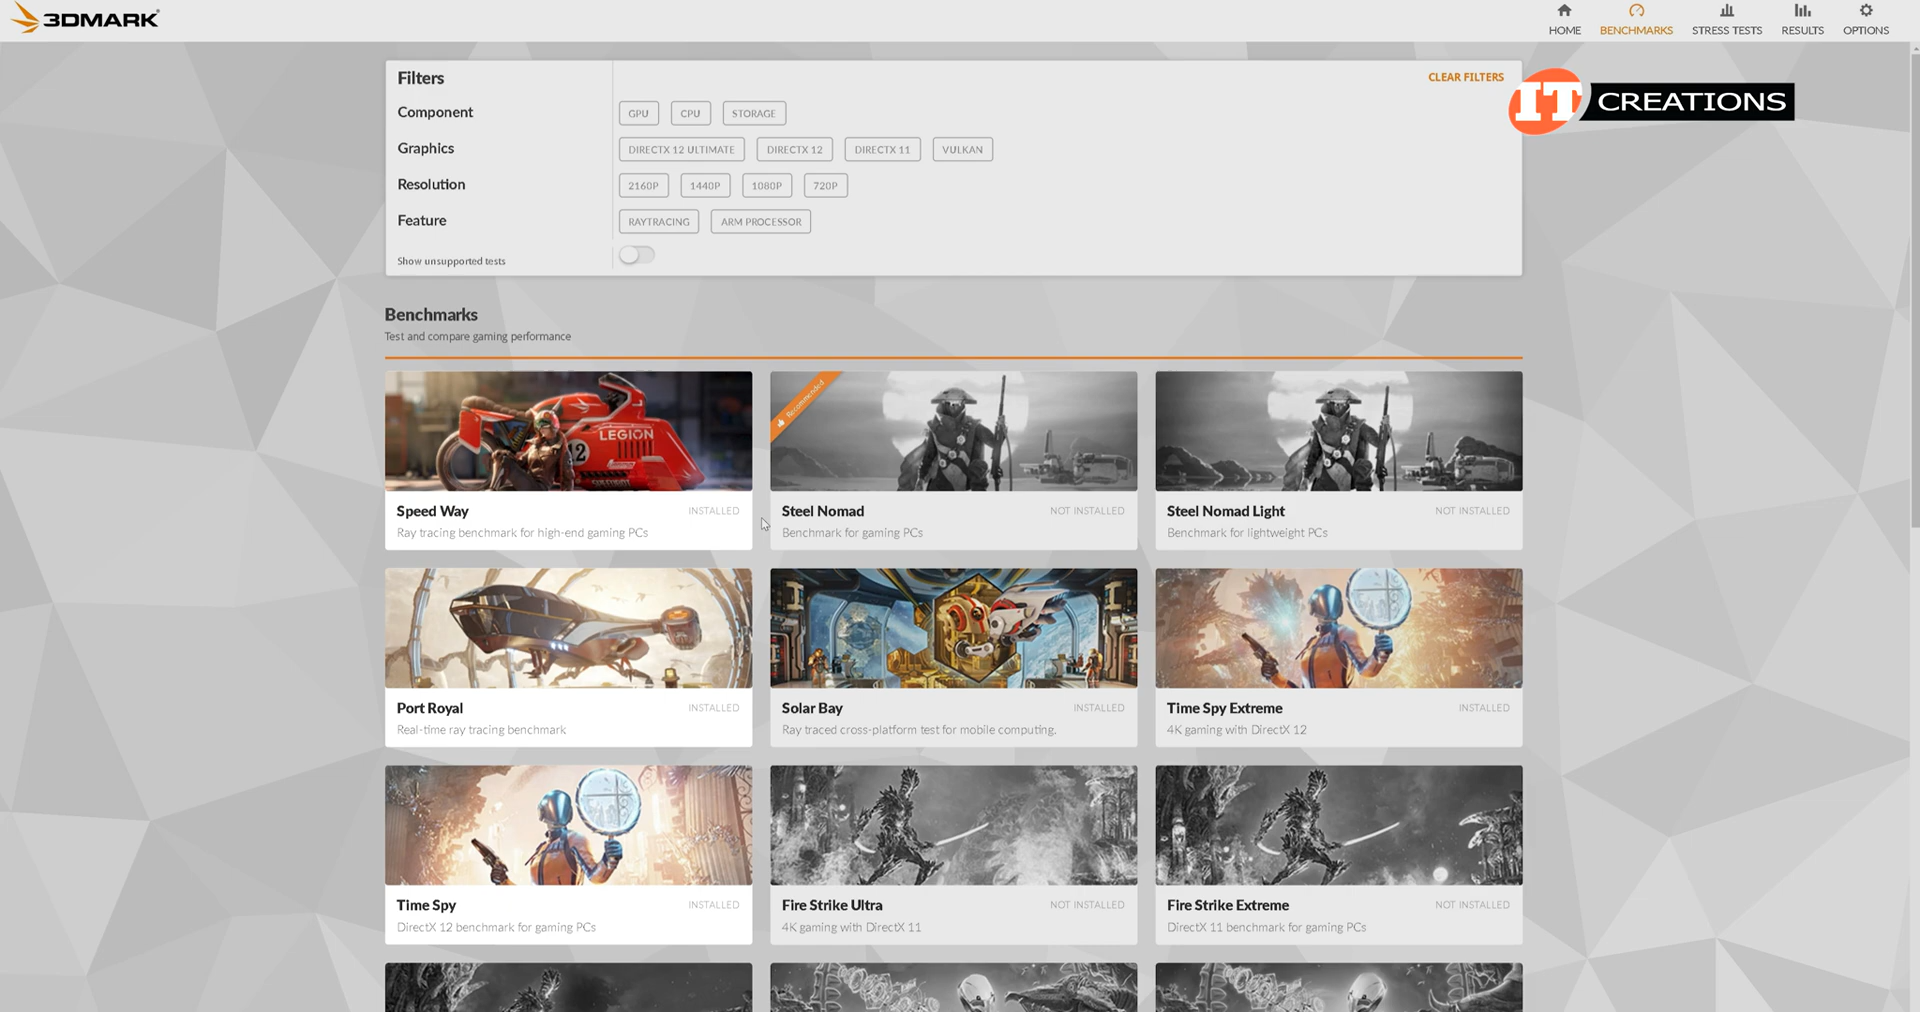 3DMARK
HOME
BENCHMARKS
STRESS TESTS
RESULTS
OPTIONS
Filters
CLEAR FILTERS
IT CREATIONS
Component
GPU
CPU
STORAGE
Graphics
DIRECTX 12 ULTIMATE
DIRECTX 12
DIRECTX 11
VULKAN
Resolution
2160P
1440P
1080P
720P
Feature
RAYTRACING
ARM PROCESSOR
Show unsupported tests
Benchmarks
Test and compare gaming performance
LEGION
12
Recommended
Speed Way
INSTALLED
Ray tracing benchmark for high-end gaming PCs
Steel Nomad
NOT INSTALLED
Benchmark for gaming PCs
Steel Nomad Light
NOT INSTALLED
Benchmark for lightweight PCs
Port Royal
INSTALLED
Real-time ray tracing benchmark
Solar Bay
INSTALLED
Ray traced cross-platform test for mobile computing.
Time Spy Extreme
INSTALLED
4K gaming with DirectX 12
Time Spy
INSTALLED
DirectX 12 benchmark for gaming PCs
Fire Strike Ultra
NOT INSTALLED
4K gaming with DirectX 11
Fire Strike Extreme
NOT INSTALLED
DirectX 11 benchmark for gaming PCs